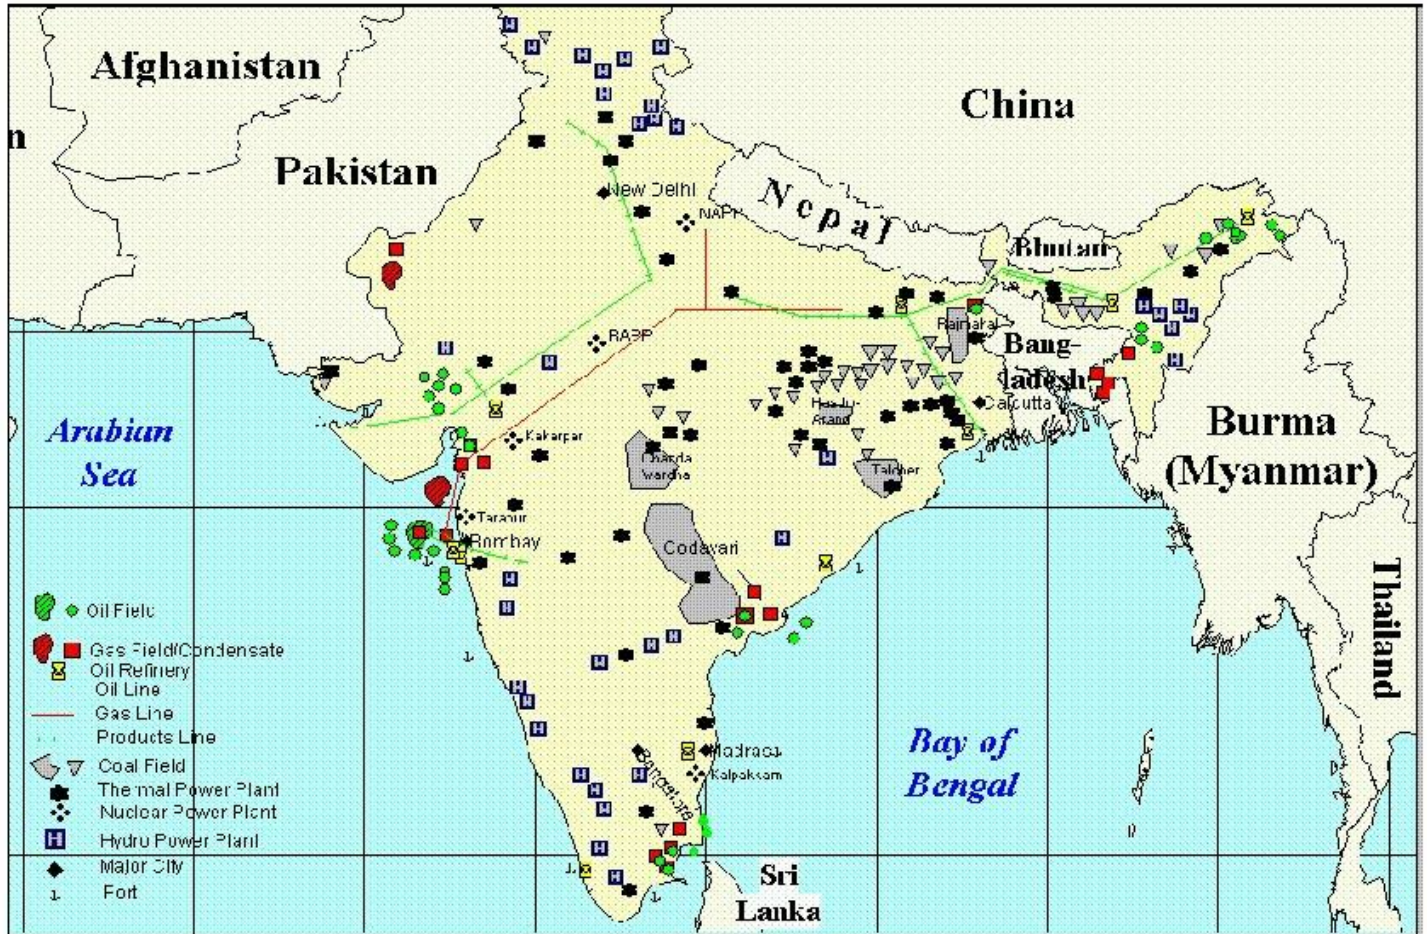 Afghanistan
n
China
Pakistan
New Delhi
NAPP
Nepal
Bhutan
RAPP
Rajmahal
Bang-
ladesh
Calcutta
Burma
(Myanmar)
Arabian
Sea
Kakarpar
Talcher
Tarapur
Bombay
Godavari
Thailand
Oil Field
Gas Field/Condensate
Oil Refinery
Oil Line
Gas Line
Products Line
Coal Field
Thermal Power Plant
Nuclear Power Plant
Hydro Power Plant
Major City
Port
Madras
Kalpakkam
Bangalore
Bay of
Bengal
Sri
Lanka